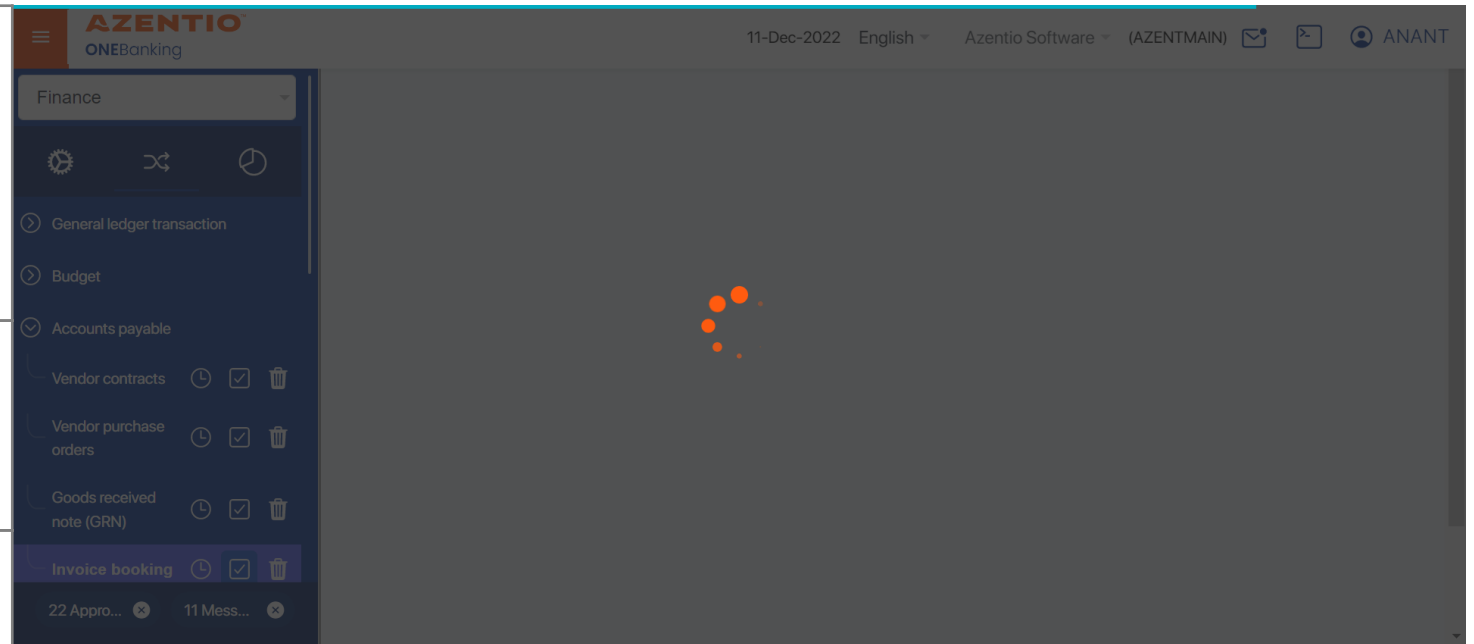 AZENTIO
ONEBanking
11-Dec-2022 English Azentio Software (AZENTMAIN) ANANT
Finance
General ledger transaction
Budget
Accounts payable
Vendor contracts
Vendor purchase
orders
Goods received
note (GRN)
Invoice booking
22 Appro... 11 Mess...